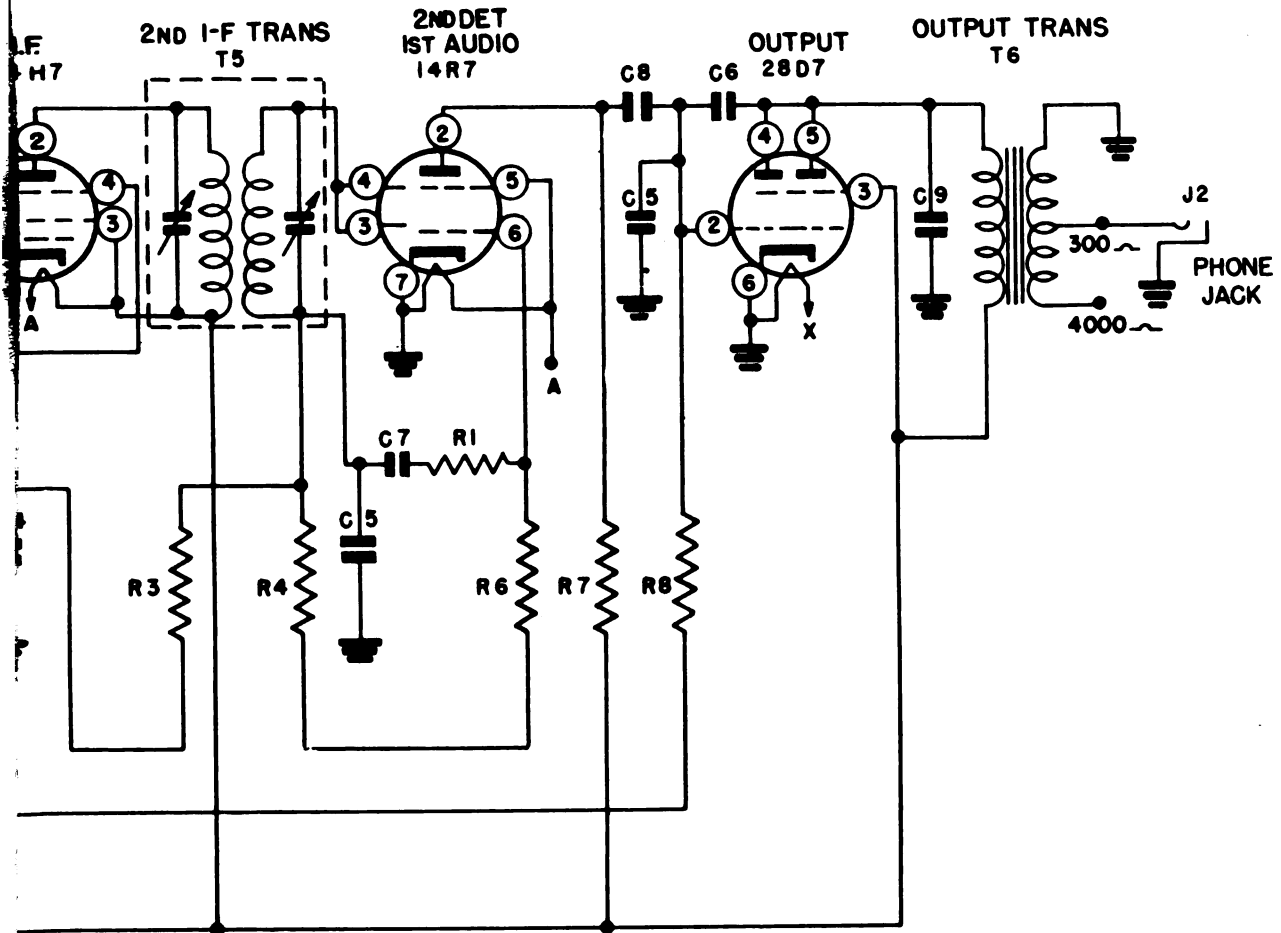 I.F.
H7
2ND I-F TRANS
T5
2ND DET
1ST AUDIO
14R7
OUTPUT
28D7
OUTPUT TRANS
T6
C8
C6
2
4
3
A
4
3
2
5
6
7
A
C5
4
5
3
2
6
X
C9
J2
300
PHONE
JACK
4000
C7
R1
C5
R3
R4
R6
R7
R8